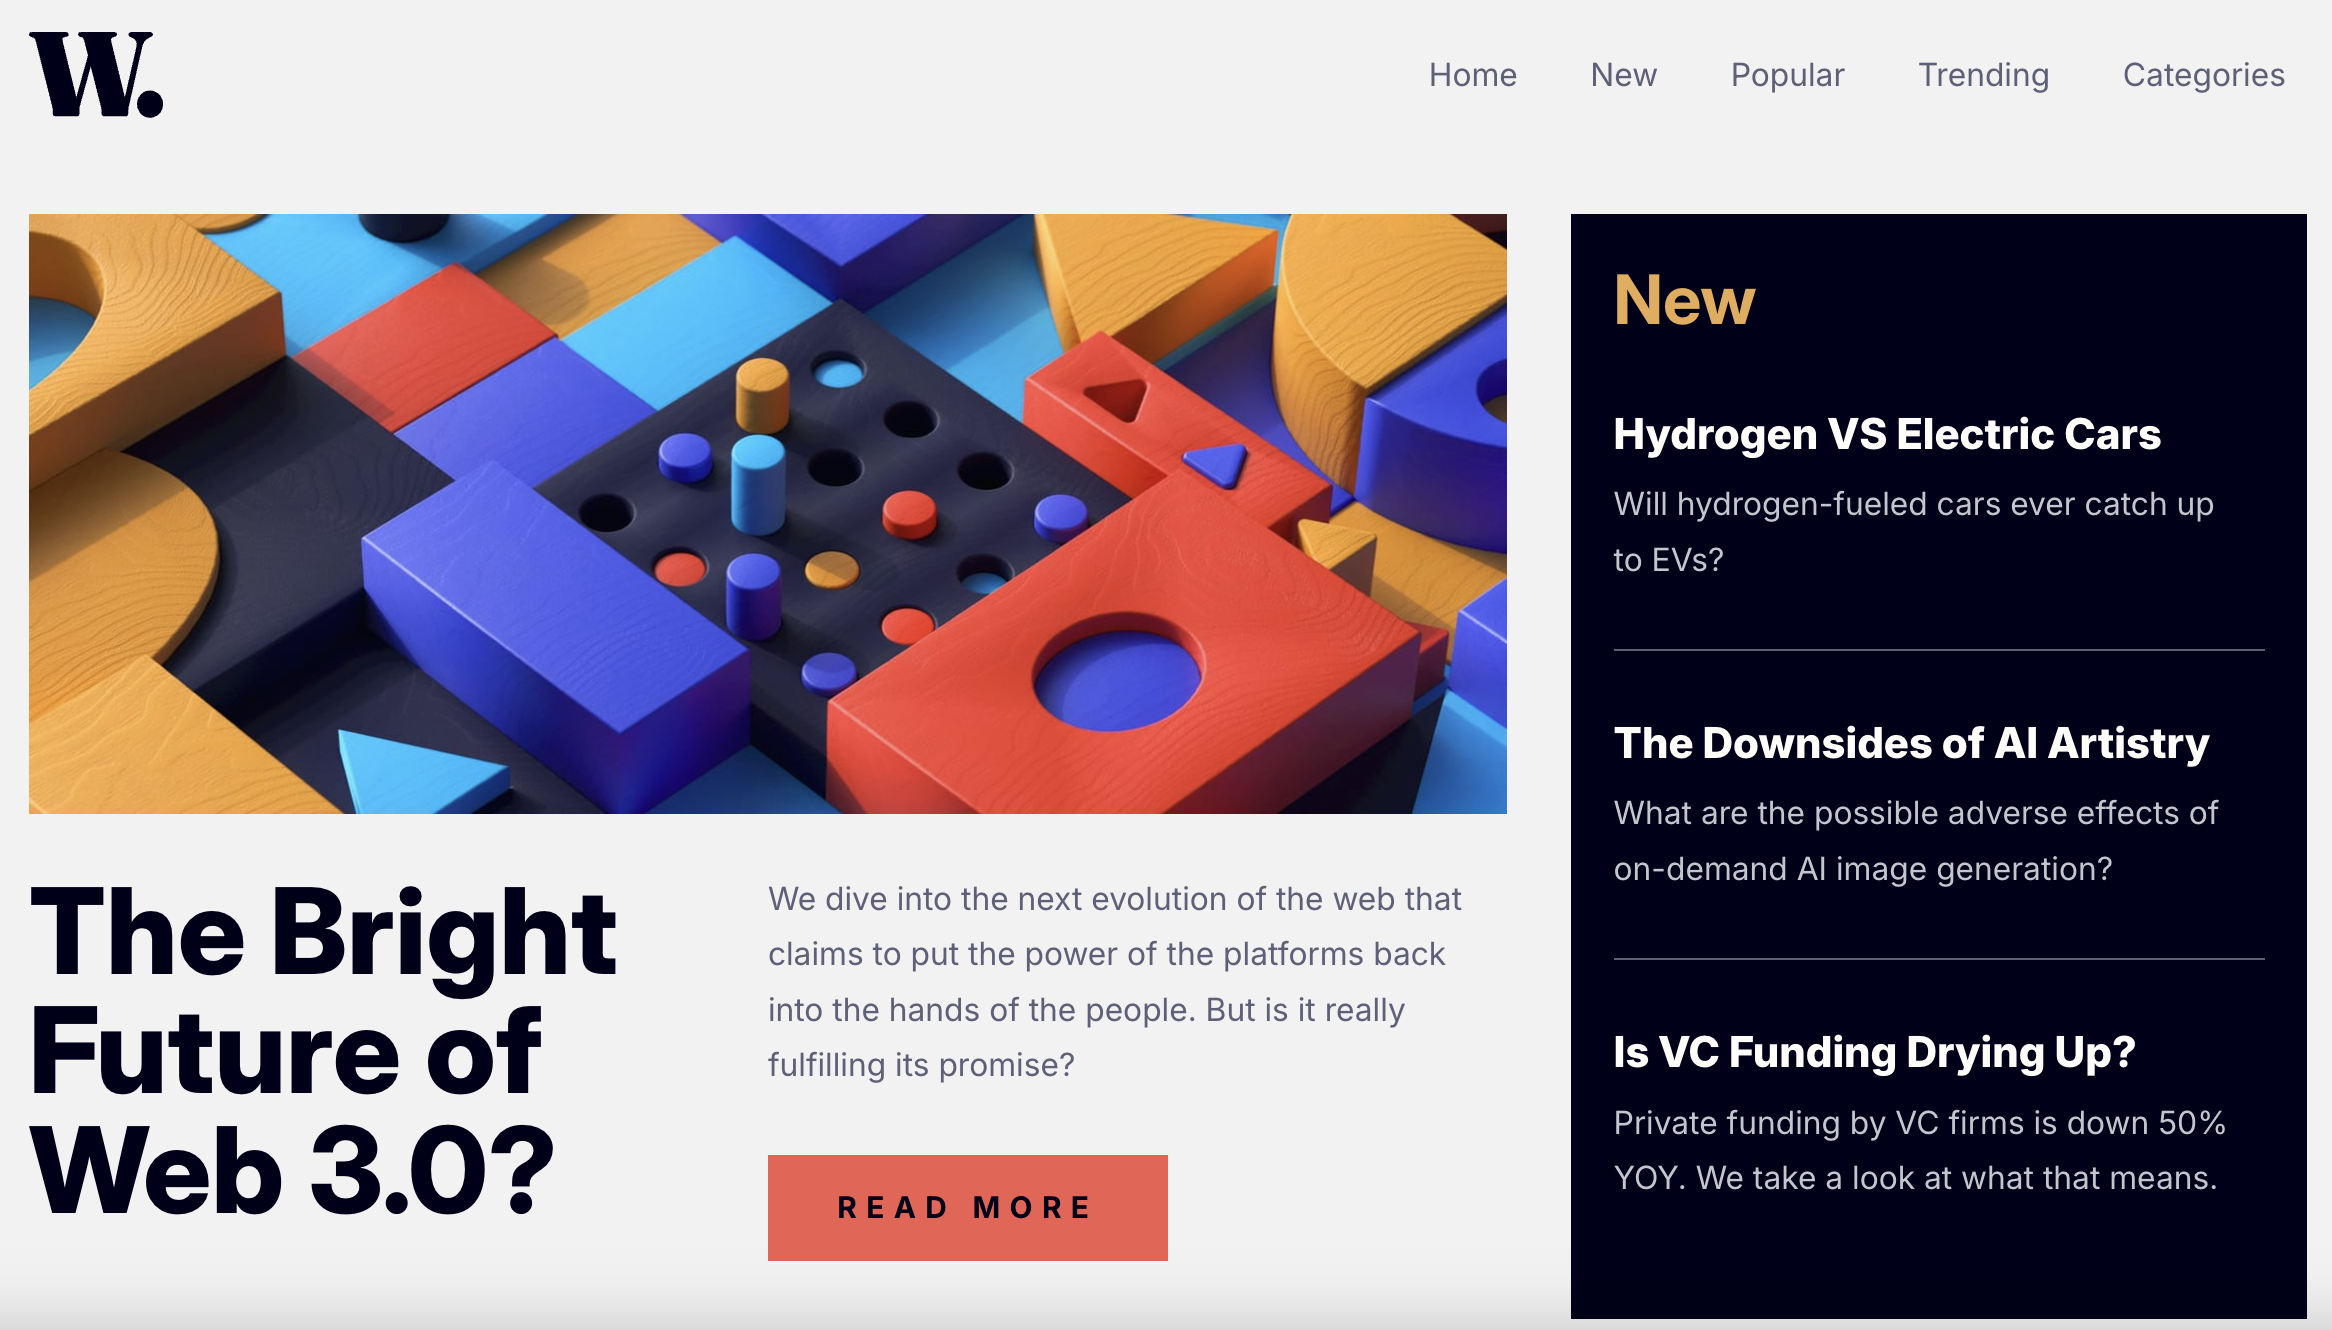 W.
Home
New
Popular
Trending
Categories
The Bright
Future of
Web 3.0?
We dive into the next evolution of the web that
claims to put the power of the platforms back
into the hands of the people. But is it really
fulfilling its promise?
READ MORE
New
Hydrogen VS Electric Cars
Will hydrogen-fueled cars ever catch up
to EVs?
The Downsides of AI Artistry
What are the possible adverse effects of
on-demand AI image generation?
Is VC Funding Drying Up?
Private funding by VC firms is down 50%
YOY. We take a look at what that means.